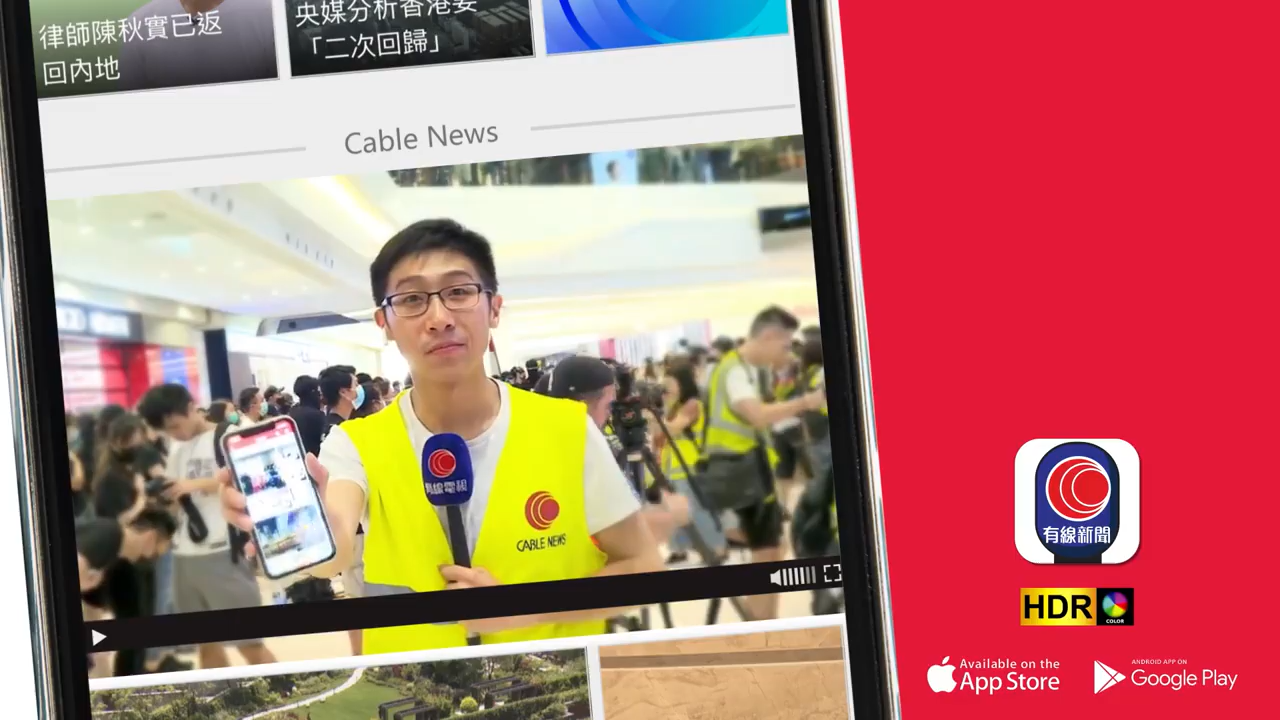 律師陳秋實已返
回內地
央媒分析香港要
「二次回歸」
Cable News
有線電視
CABLE NEWS
有線新聞
HDR
COLOR
Available on the
App Store
ANDROID APP ON
Google Play